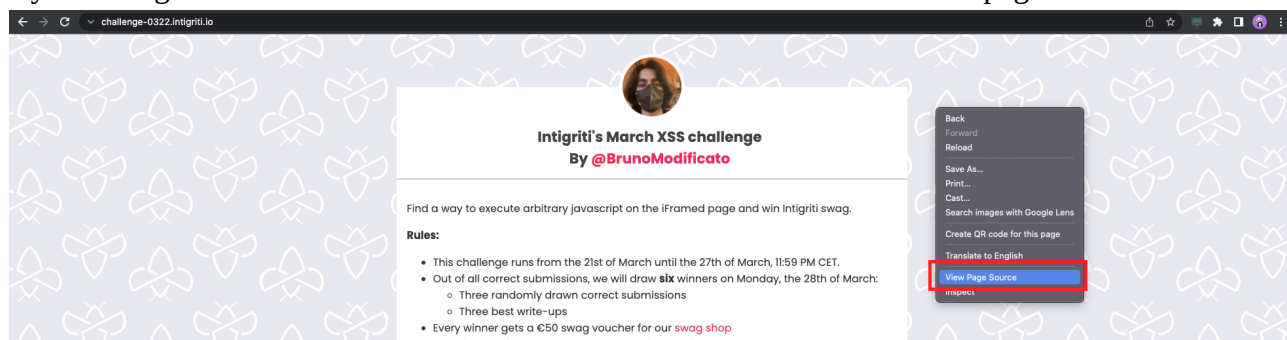 challenge-0322.intigriti.io
Intigriti's March XSS challenge
By @BrunoModificato
Find a way to execute arbitrary javascript on the iFramed page and win Intigriti swag.
Rules:
• This challenge runs from the 21st of March until the 27th of March, 11:59 PM CET.
• Out of all correct submissions, we will draw six winners on Monday, the 28th of March:
○ Three randomly drawn correct submissions
○ Three best write-ups
• Every winner gets a €50 swag voucher for our swag shop
Back
Forward
Reload
Save As...
Print...
Cast...
Search images with Google Lens
Create QR code for this page
Translate to English
View Page Source
Inspect